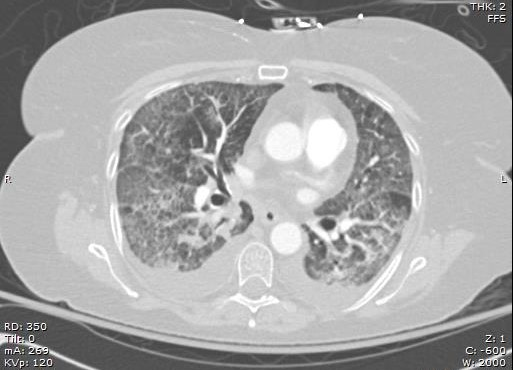 THK: 2
FFS
R
L
RD: 350
Tilt: 0
mA: 269
KVp: 120
Z: 1
C: -600
W: 2000